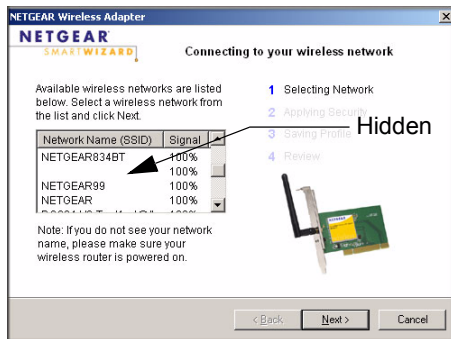 NETGEAR Wireless Adapter
NETGEAR
SMARTWIZARD
Connecting to your wireless network
Available wireless networks are listed
below. Select a wireless network from
the list and click Next.
Network Name (SSID) Signal
NETGEAR834BT 100%
100%
NETGEAR99 100%
NETGEAR 100%
Note: If you do not see your network
name, please make sure your
wireless router is powered on.
1 Selecting Network
2 Applying Security
3 Saving Profile
4 Review
Hidden
< Back Next > Cancel